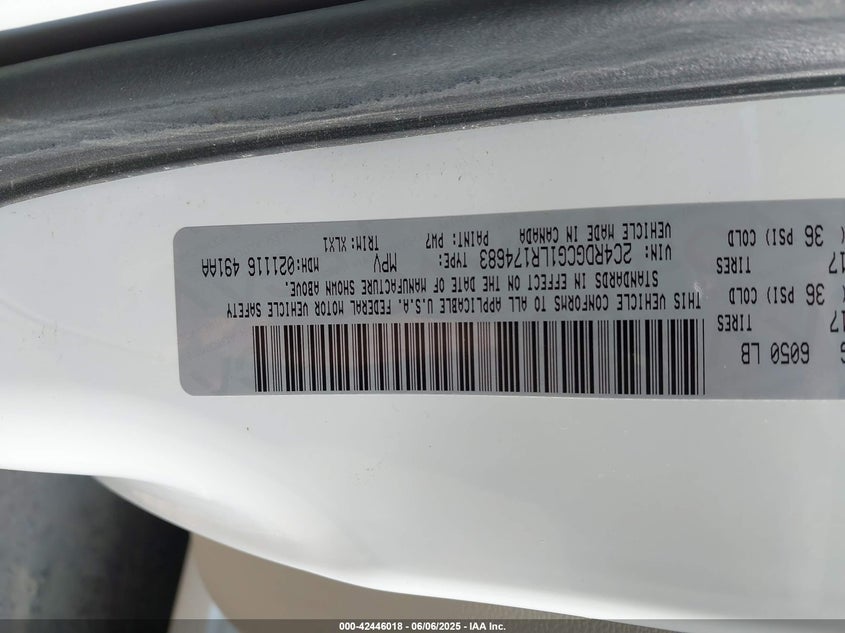 G 6050 LB
17 TIRES
( 36 PSI) COLD
17 TIRES
( 36 PSI) COLD
THIS VEHICLE CONFORMS TO ALL APPLICABLE U.S.A. FEDERAL MOTOR VEHICLE SAFETY
STANDARDS IN EFFECT ON THE DATE OF MANUFACTURE SHOWN ABOVE.
VIN: 2C4RDGCG1LR174683 TYPE: MPV MDH:021116 491AA
VEHICLE MADE IN CANADA PAINT: PW7 TRIM: XLX1
000-42446018 - 06/06/2025 - IAA Inc.